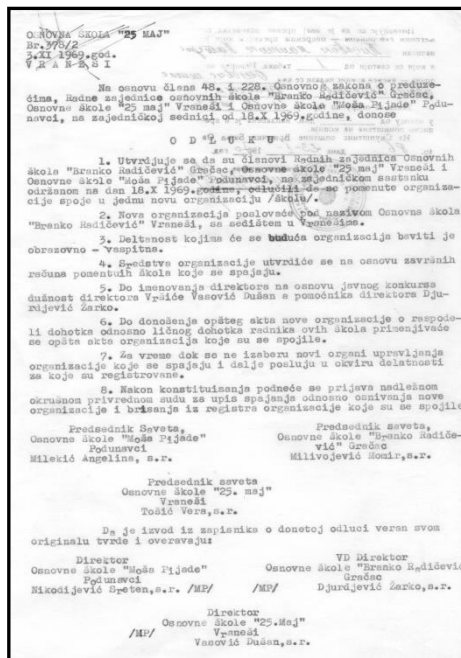 OSNOVNA ŠKOLA "25 MAJ"
Br.378/2
3.XI 1969.god.
V R A N E Š I
Na osnovu člana 48. i 228. Osnovnog zakona o preduze-
ćima, Radne zajednice osnovnih škola "Branko Radičević" Gračac,
Osnovne škole "25 maj" Vraneši i Osnovne škole "Moša Pijade" Podu-
navci, na zajedničkoj sednici od 18.X 1969.godine, donose
O D L U K U
1. Utvrdjuje se da su članovi Radnih zajednica Osnovnih
škola "Branko Radičević" Gračac, Osnovne škole "25 maj" Vraneši i
Osnovne škole "Moša Pijade" Podunavci, na zajedničkom sastanku
održanom na dan 18.X 1969.godine, odlučili da se pomenute organiza-
cije spoje u jednu novu organizaciju /školu/.
2. Nova organizacija poslovaće pod nazivom Osnovna škola
"Branko Radičević" Vraneši, sa sedištem u Vranešima.
3. Deltanost kojima će se buduća organizacija baviti je
obrazovno - vaspitna.
4. Sredstva organizacije utvrdiće se na osnovu završnih
računa pomentuih škola koje se spajaju.
5. Do imenovanja direktora na osnovu javnog konkursa
dužnost direktora vršiće Vasović Dušan a pomoćnika direktora Dju-
rdjević Žarko.
6. Do donošenja opšteg akta nove organizacije o raspode-
li dohotka odnosno ličnog dohotka radnika ovih škola primenjivaće
se opšta akta organizacije koje su se spojile.
7. Za vreme dok se ne izaberu novi organi upravljanja
organizacije koje se spajaju i dalje posluju u okviru delatnosti
za koje su registrovane.
8. Nakon konstituisanja podneće se prijava nadležnom
okrušnom privrednom sudu za upis spajanja odnosno osnivanja nove
organizacije i brisanja iz registra organizacije koje su se spojile
Predsednik Saveta, Predsednik saveta,
Osnovne škole "Moša Pijade" Osnovne škole "Branko Radiče-
Podunavci vić" Gračac
Milekić Angelina, s.r. Milivojević Momir,s.r.
Predsednik saveta
Osnovne škole "25. maj"
Vraneši
Tošić Vera,s.r.
Da je izvod iz zapisnika o donetoj odluci veran svom
originalu tvrde i overavaju:
Direktor VD Direktor
Osnovne škole "Moša Pijade" Osnovne škole "Branko Radičević
Podunavci Gračac
Nikodijević Sreten,s.r. /MP/ /MP/ Djurdjević Žarko,s.r.
Direktor
Osnovne škole "25.Maj"
/MP/ Vraneši
Vasović Dušan,s.r.